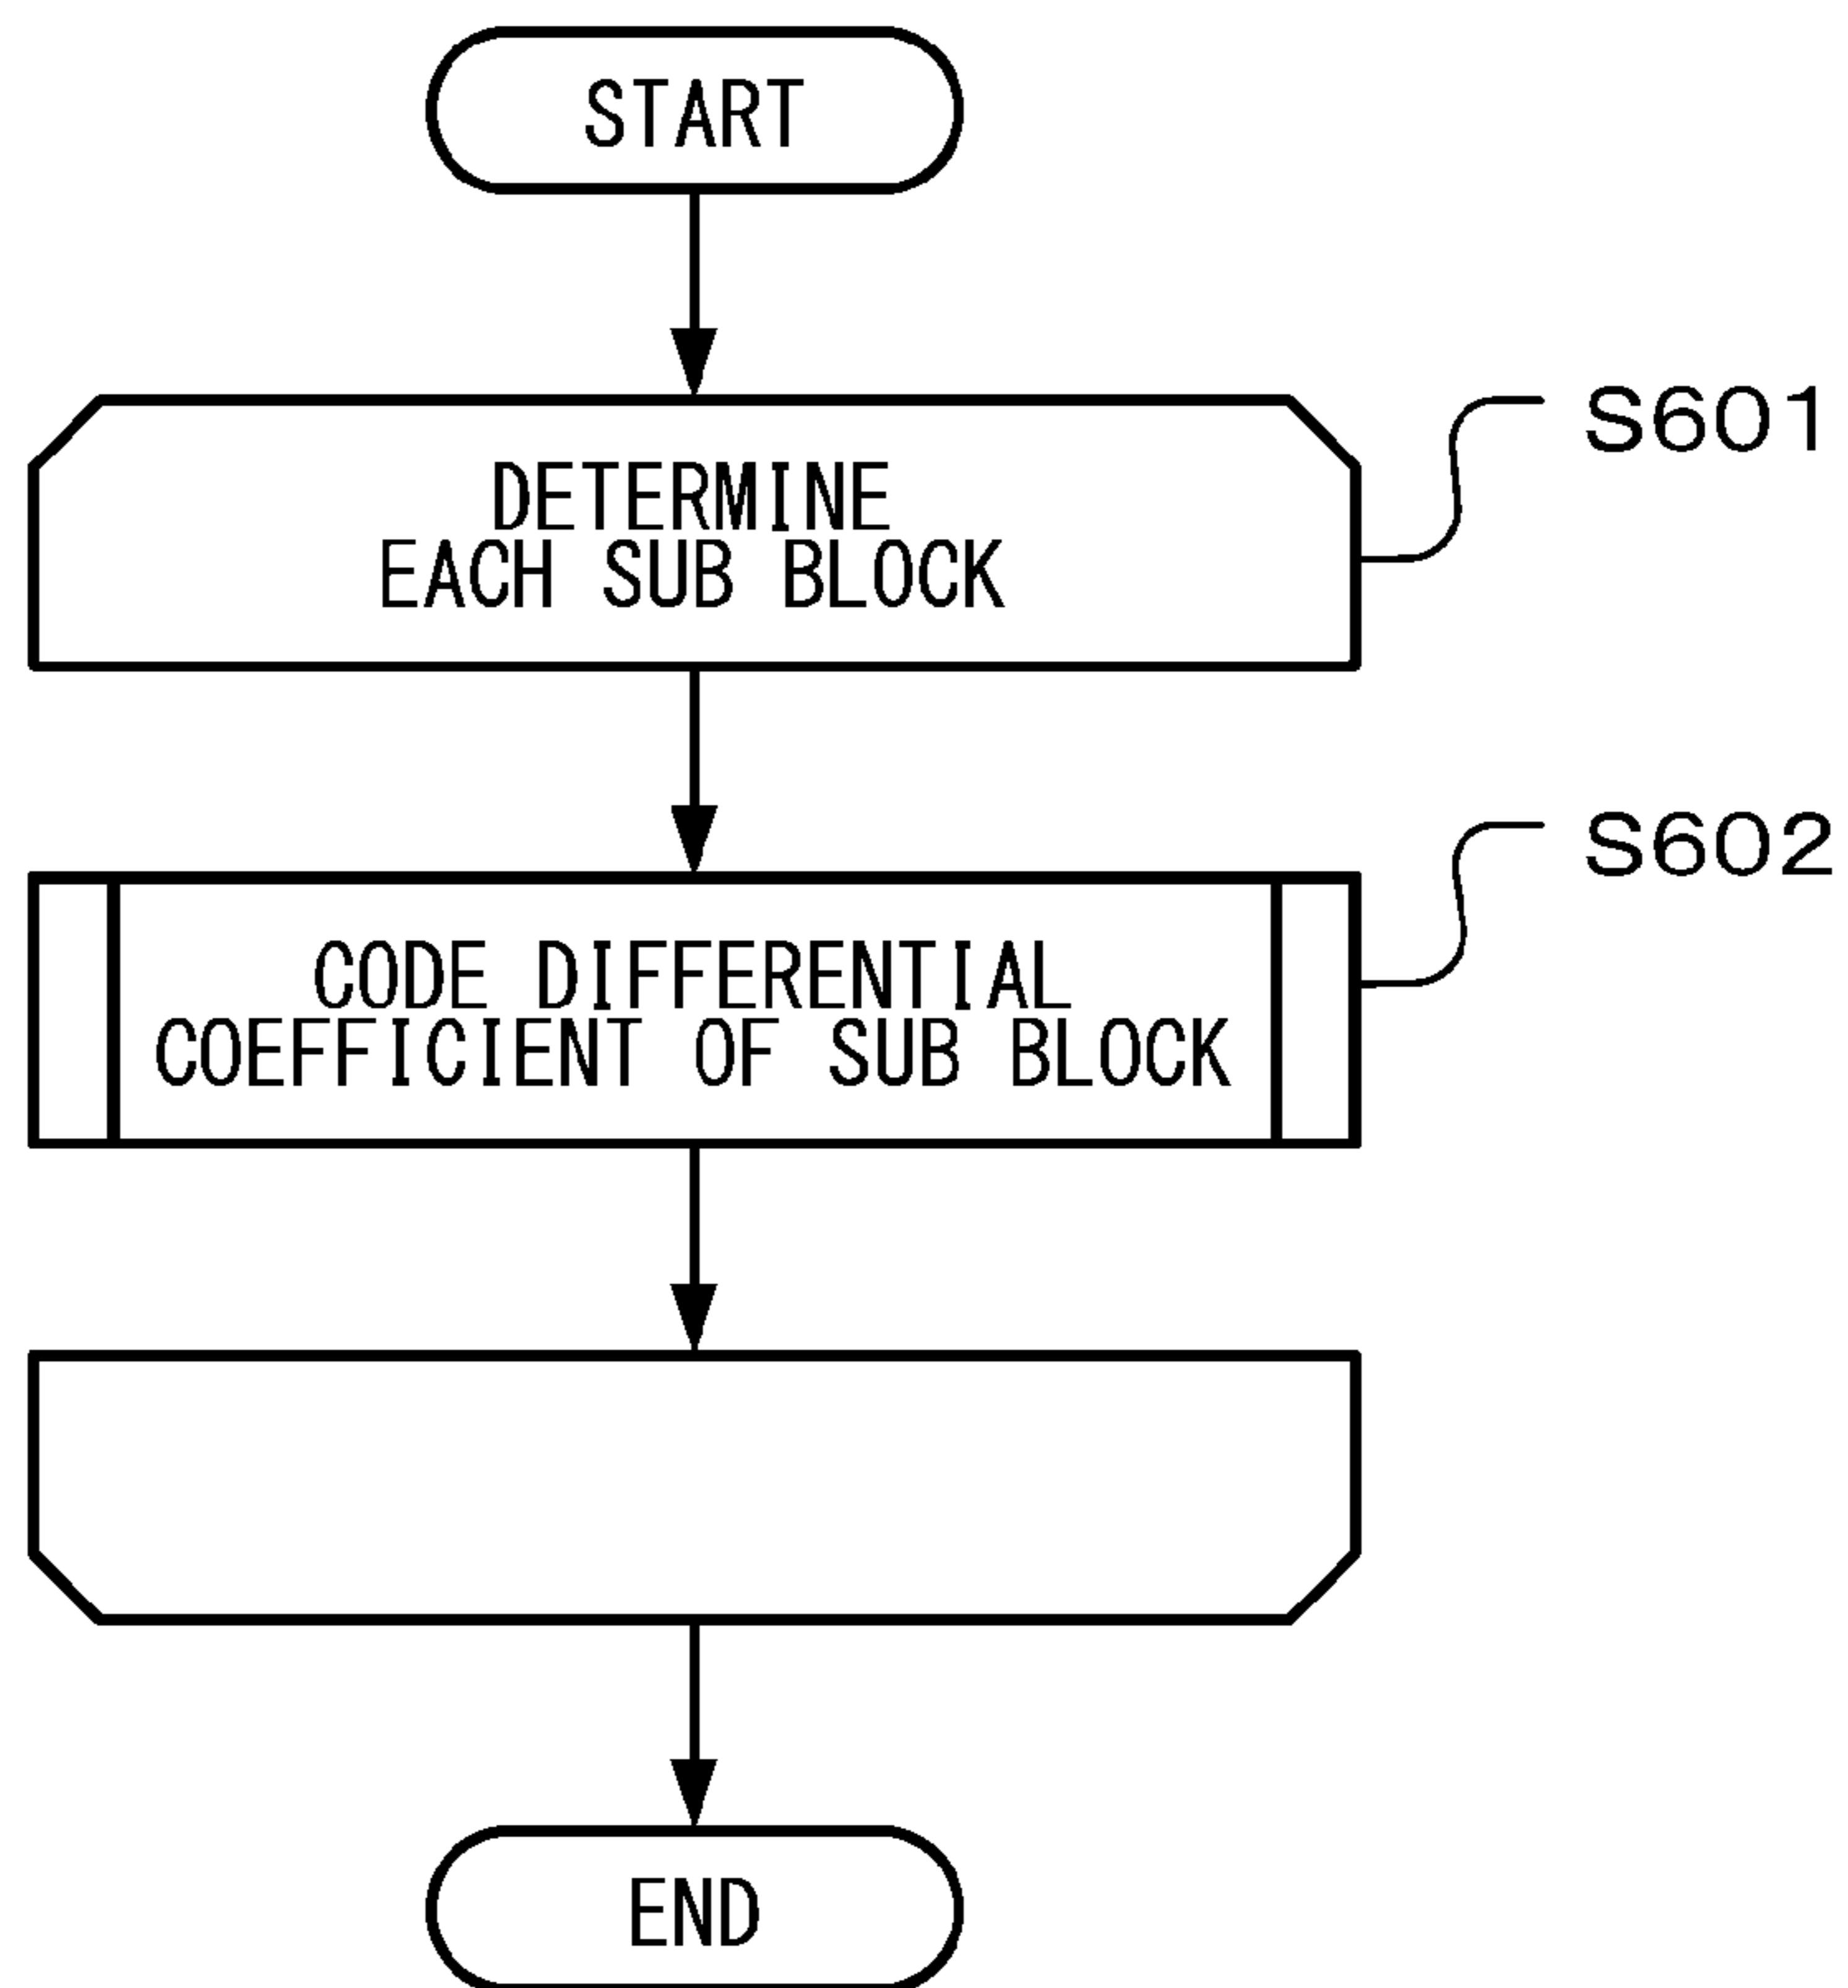 START
S601
DETERMINE
EACH SUB BLOCK
S602
CODE DIFFERENTIAL
COEFFICIENT OF SUB BLOCK
END